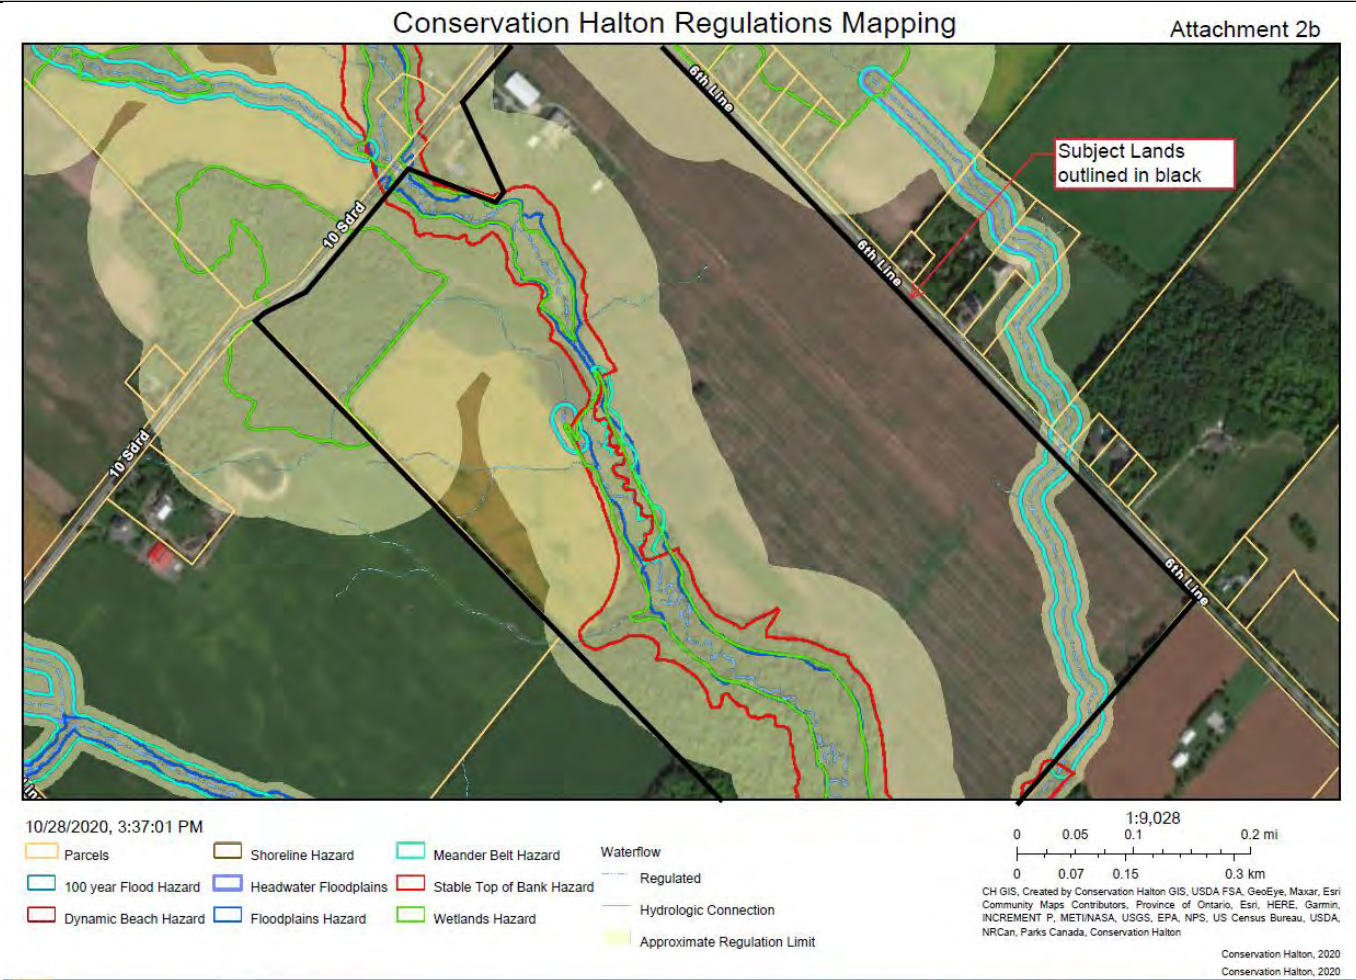 Conservation Halton Regulations Mapping
Attachment 2b
6th Line
Subject Lands
outlined in black
10 Sdrd
6th Line
10 Sdrd
6th Line
10/28/2020, 3:37:01 PM
Parcels
100 year Flood Hazard
Dynamic Beach Hazard
Shoreline Hazard
Headwater Floodplains
Floodplains Hazard
Meander Belt Hazard
Stable Top of Bank Hazard
Wetlands Hazard
Waterflow
Regulated
Hydrologic Connection
Approximate Regulation Limit
1:9,028
0 0.05 0.1 0.2 mi
0 0.07 0.15 0.3 km
CH GIS, Created by Conservation Halton GIS, USDA FSA, GeoEye, Maxar, Esri
Community Maps Contributors, Province of Ontario, Esri, HERE, Garmin,
INCREMENT P, METI/NASA, USGS, EPA, NPS, US Census Bureau, USDA,
NRCan, Parks Canada, Conservation Halton
Conservation Halton, 2020
Conservation Halton, 2020